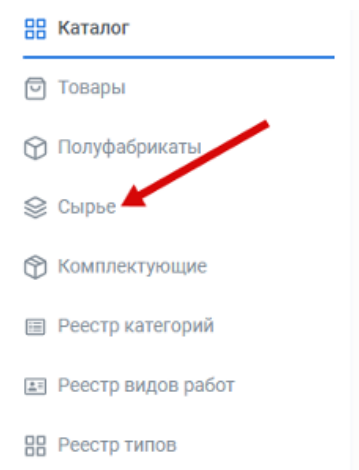 Каталог
Товары
Полуфабрикаты
Сырье
Комплектующие
Реестр категорий
Реестр видов работ
Реестр типов